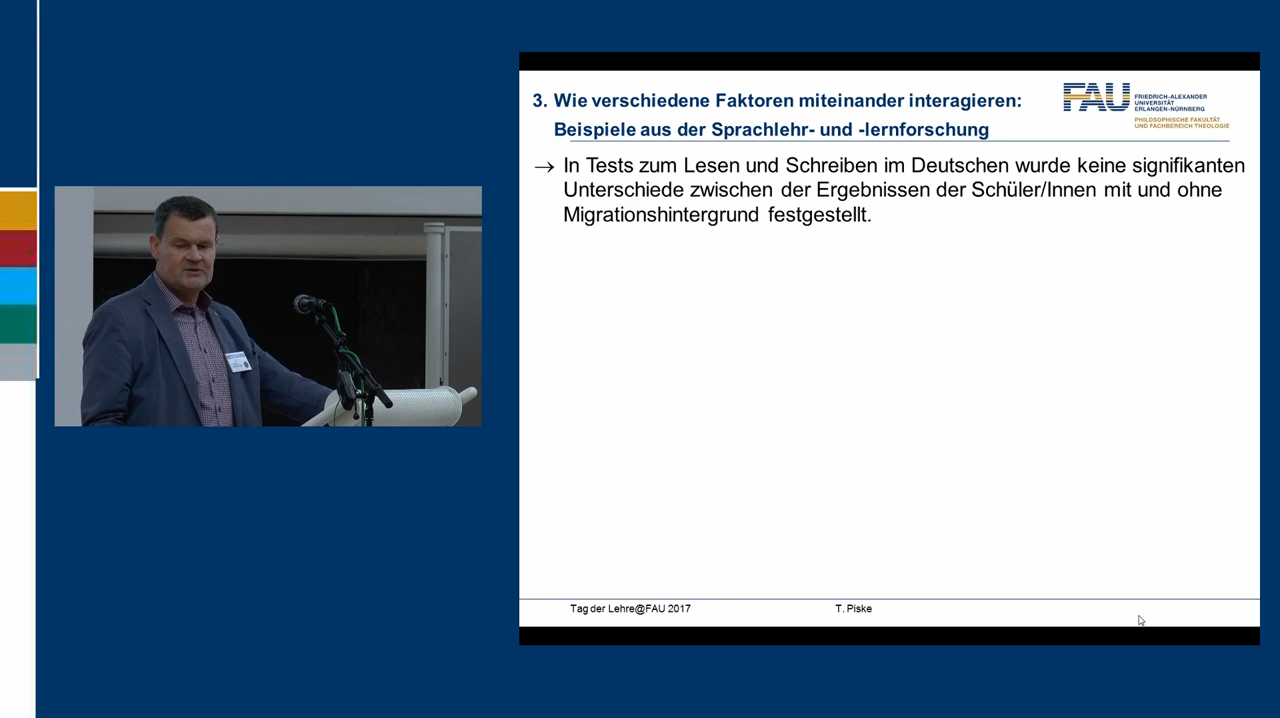 3. Wie verschiedene Faktoren miteinander interagieren:
Beispiele aus der Sprachlehr- und -lernforschung
FAU FRIEDRICH-ALEXANDER
UNIVERSITÄT
ERLANGEN-NÜRNBERG
PHILOSOPHISCHE FAKULTÄT
UND FACHBEREICH THEOLOGIE
→ In Tests zum Lesen und Schreiben im Deutschen wurde keine signifikanten
Unterschiede zwischen der Ergebnissen der Schüler/Innen mit und ohne
Migrationshintergrund festgestellt.
Tag der Lehre@FAU 2017 T. Piske